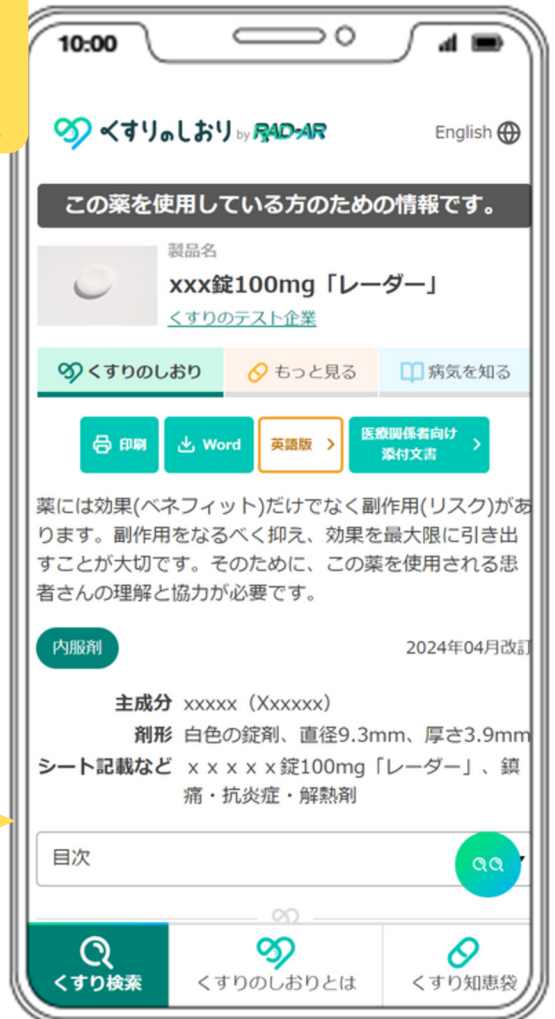 10:00
くすりのしおり by RAD-AR
English
この薬を使用している方のための情報です。
製品名
xxx錠100mg「レーダー」
くすりのテスト企業
くすりのしおり
もっと見る
病気を知る
印刷
Word
英語版
医療関係者向け
添付文書
薬には効果(ベネフィット)だけでなく副作用(リスク)があ
ります。副作用をなるべく抑え、効果を最大限に引き出
すことが大切です。そのために、この薬を使用される患
者さんの理解と協力が必要です。
内服剤
2024年04月改訂
主成分 xxxxx（Xxxxxx）
剤形 白色の錠剤、直径9.3mm、厚さ3.9mm
シート記載など ｘｘｘｘｘ錠100mg「レーダー」、鎮
痛・抗炎症・解熱剤
目次
くすり検索
くすりのしおりとは
くすり知恵袋